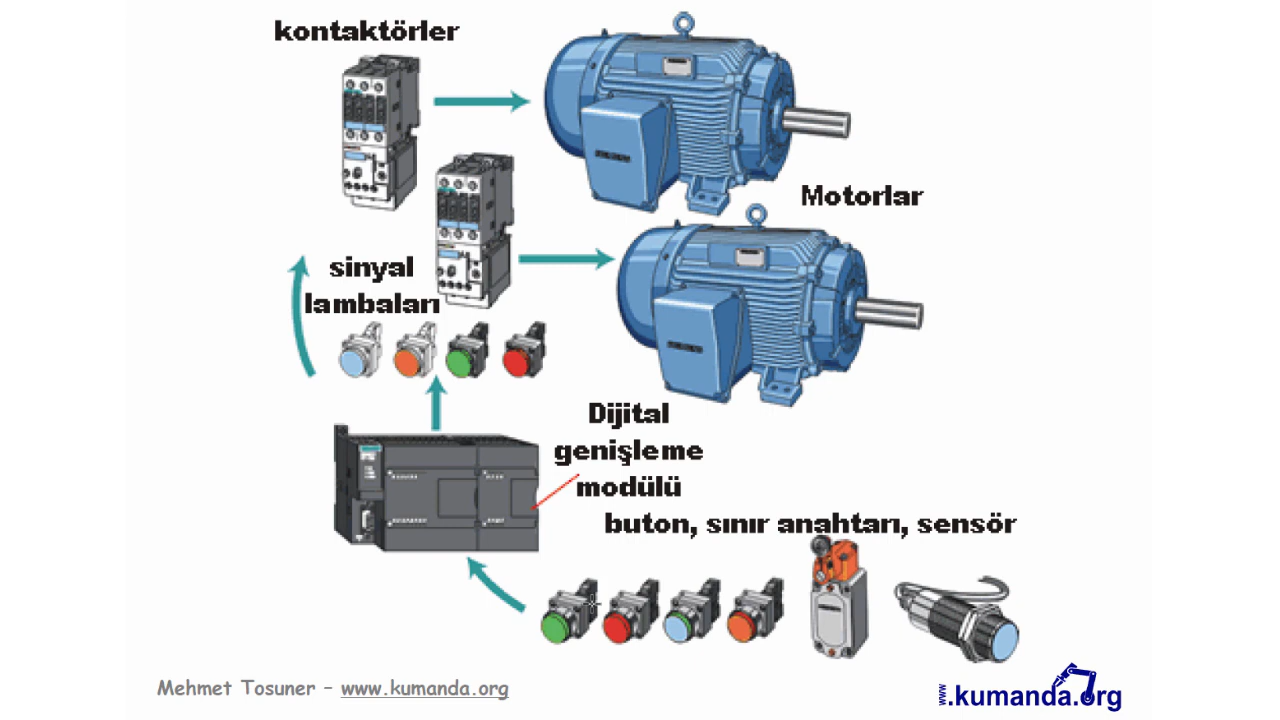 kontaktörler
Motorlar
sinyal
lambaları
Dijital
genişleme
modülü
buton, sınır anahtarı, sensör
Mehmet Tosuner – www.kumanda.org
www.kumanda.org